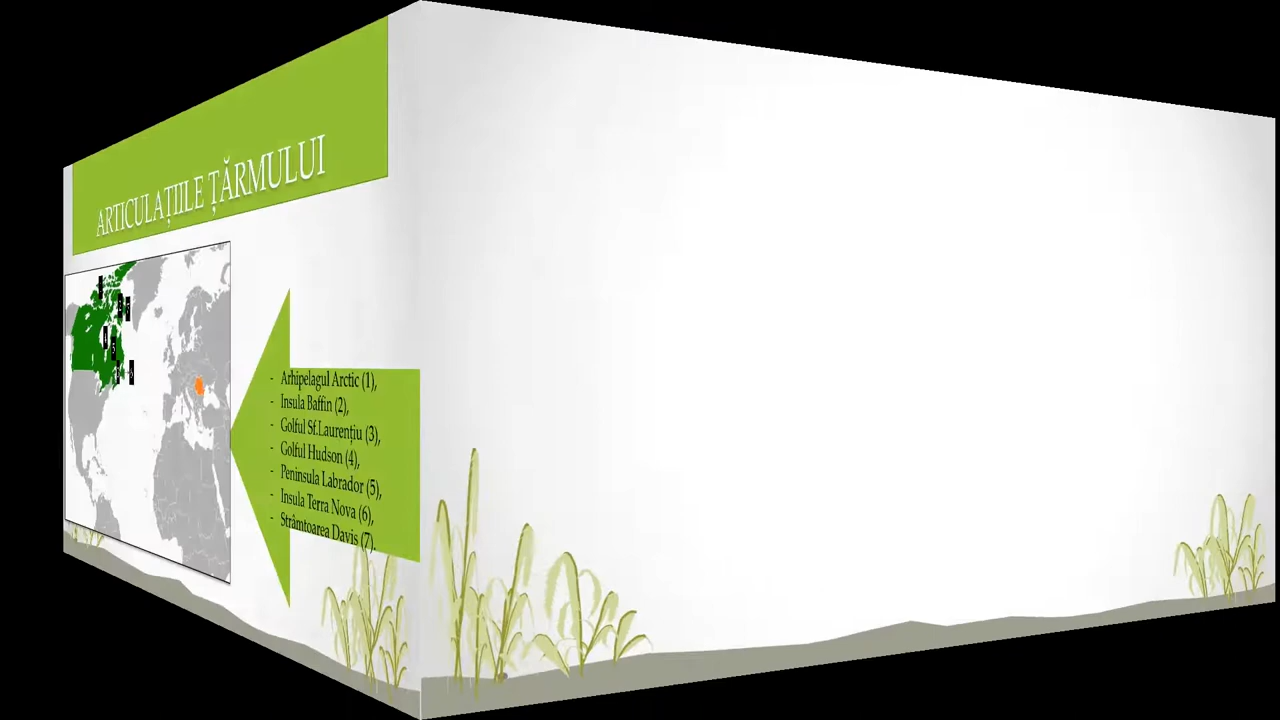 ARTICULAȚIILE ȚĂRMULUI
- Arhipelagul Arctic (1),
- Insula Baffin (2),
- Golful Sf.Laurențiu (3),
- Golful Hudson (4),
- Peninsula Labrador (5),
- Insula Terra Nova (6),
- Strâmtoarea Davis (7).